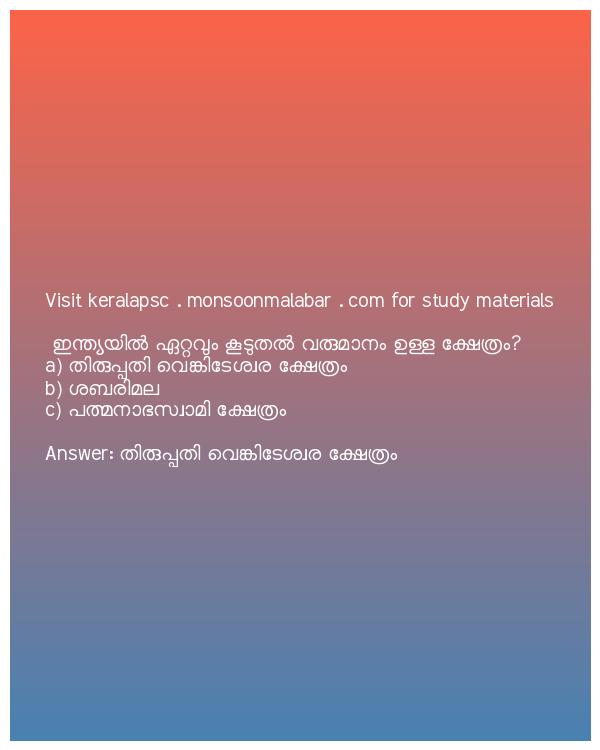 Visit keralapsc . monsoonmalabar . com for study materials
ഇന്ത്യയിൽ ഏറ്റവും കൂടുതൽ വരുമാനം ഉള്ള ക്ഷേത്രം?
a) തിരുപ്പതി വെങ്കിടേശ്വര ക്ഷേത്രം
b) ശബരിമല
c) പത്മനാഭസ്വാമി ക്ഷേത്രം
Answer: തിരുപ്പതി വെങ്കിടേശ്വര ക്ഷേത്രം